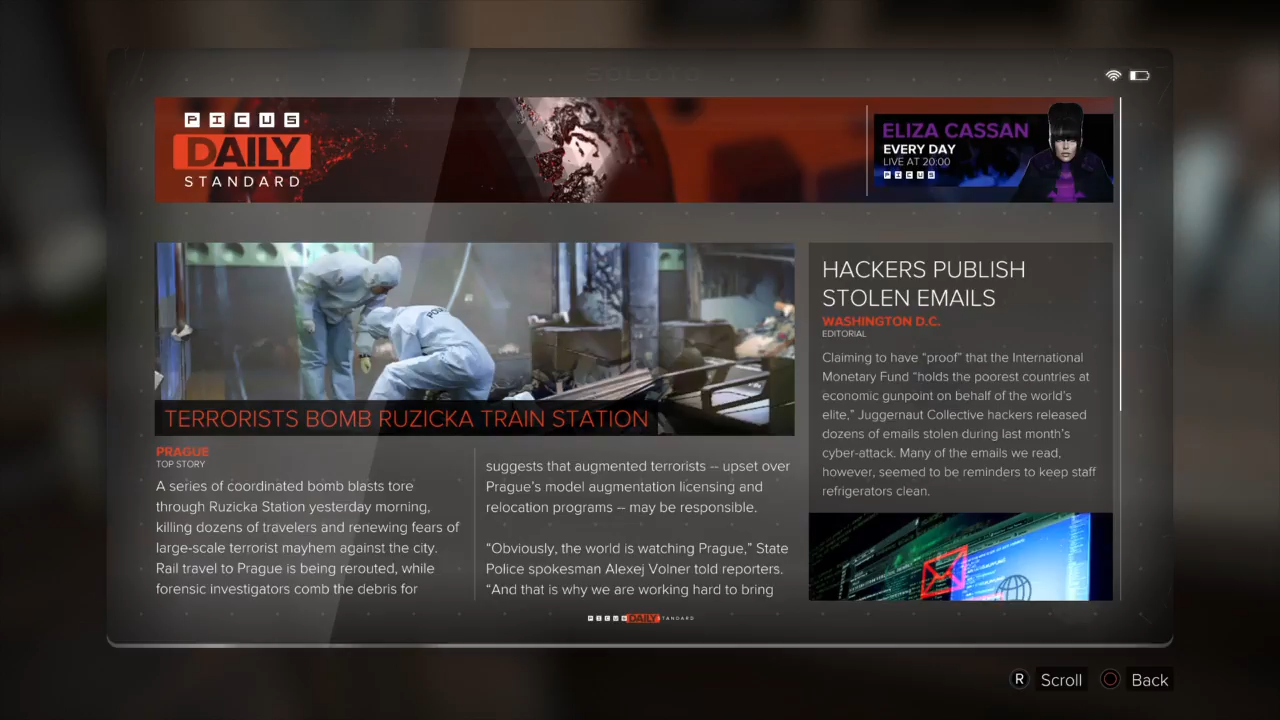 PICUS
DAILY
STANDARD
ELIZA CASSAN
EVERY DAY
LIVE AT 20:00
PICUS
TERRORISTS BOMB RUZICKA TRAIN STATION
PRAGUE
TOP STORY
A series of coordinated bomb blasts tore
through Ruzicka Station yesterday morning,
killing dozens of travelers and renewing fears of
large-scale terrorist mayhem against the city.
Rail travel to Prague is being rerouted, while
forensic investigators comb the debris for
suggests that augmented terrorists -- upset over
Prague's model augmentation licensing and
relocation programs -- may be responsible.
“Obviously, the world is watching Prague,” State
Police spokesman Alexej Volner told reporters.
“And that is why we are working hard to bring
HACKERS PUBLISH
STOLEN EMAILS
WASHINGTON D.C.
EDITORIAL
Claiming to have “proof” that the International
Monetary Fund “holds the poorest countries at
economic gunpoint on behalf of the world's
elite,” Juggernaut Collective hackers released
dozens of emails stolen during last month's
cyber-attack. Many of the emails we read,
however, seemed to be reminders to keep staff
refrigerators clean.
PICUS DAILY STANDARD
R Scroll
Back